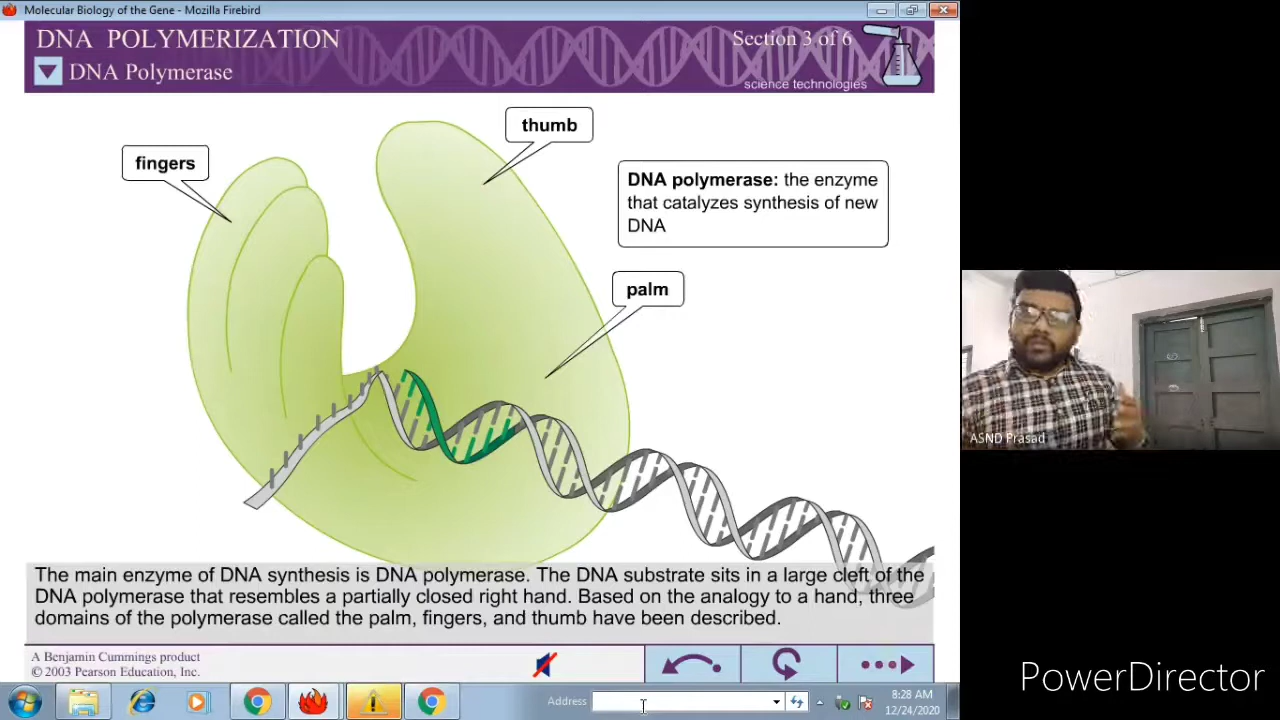 Molecular Biology of the Gene - Mozilla Firebird
DNA POLYMERIZATION
Section 3 of 6
DNA Polymerase
science technologies
thumb
fingers
DNA polymerase: the enzyme
that catalyzes synthesis of new
DNA
palm
ASND Prasad
The main enzyme of DNA synthesis is DNA polymerase. The DNA substrate sits in a large cleft of the
DNA polymerase that resembles a partially closed right hand. Based on the analogy to a hand, three
domains of the polymerase called the palm, fingers, and thumb have been described.
A Benjamin Cummings product
© 2003 Pearson Education, Inc.
PowerDirector
Address
8:28 AM
12/24/2020